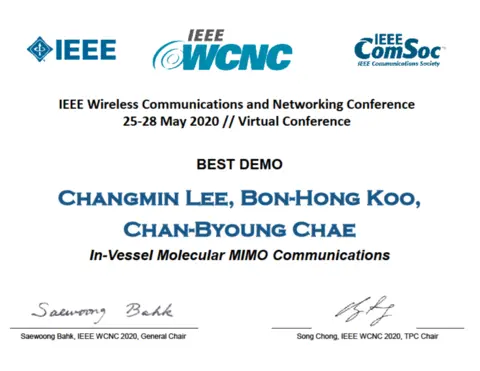 IEEE
IEEE WCNC
IEEE ComSoc
IEEE Communications Society
IEEE Wireless Communications and Networking Conference
25-28 May 2020 // Virtual Conference
BEST DEMO
CHANGMIN LEE, BON-HONG KOO,
CHAN-BYOUNG CHAE
In-Vessel Molecular MIMO Communications
Saewoong Bahk
Saewoong Bahk, IEEE WCNC 2020, General Chair
Song Chong, IEEE WCNC 2020, TPC Chair